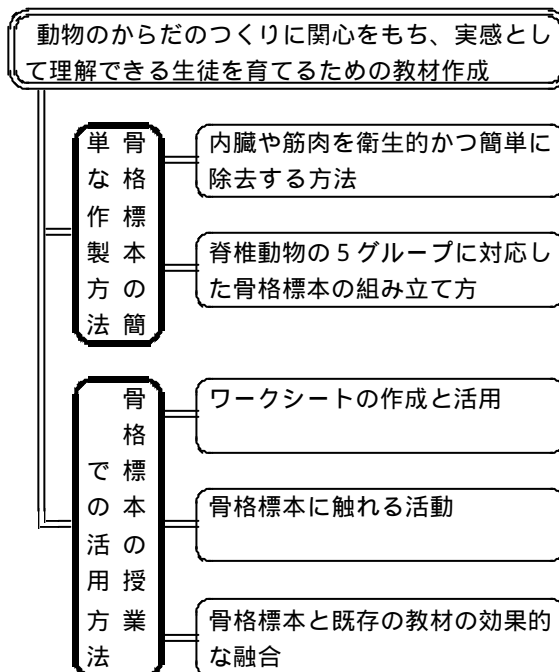 動物のからだのつくりに関心をもち、実感とし
て理解できる生徒を育てるための教材作成
骨格標本の簡
単な作製方法
内臓や筋肉を衛生的かつ簡単に
除去する方法
脊椎動物の５グループに対応し
た骨格標本の組み立て方
骨格標本の授業
での活用方法
ワークシートの作成と活用
骨格標本に触れる活動
骨格標本と既存の教材の効果的
な融合